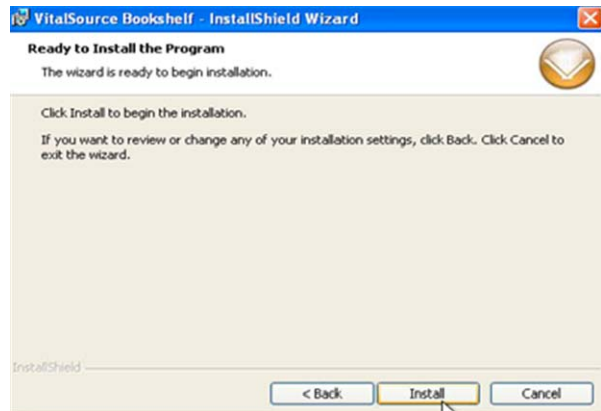 VitalSource Bookshelf - InstallShield Wizard
Ready to Install the Program
The wizard is ready to begin installation.
Click Install to begin the installation.
If you want to review or change any of your installation settings, click Back. Click Cancel to
exit the wizard.
InstallShield
< Back Install Cancel